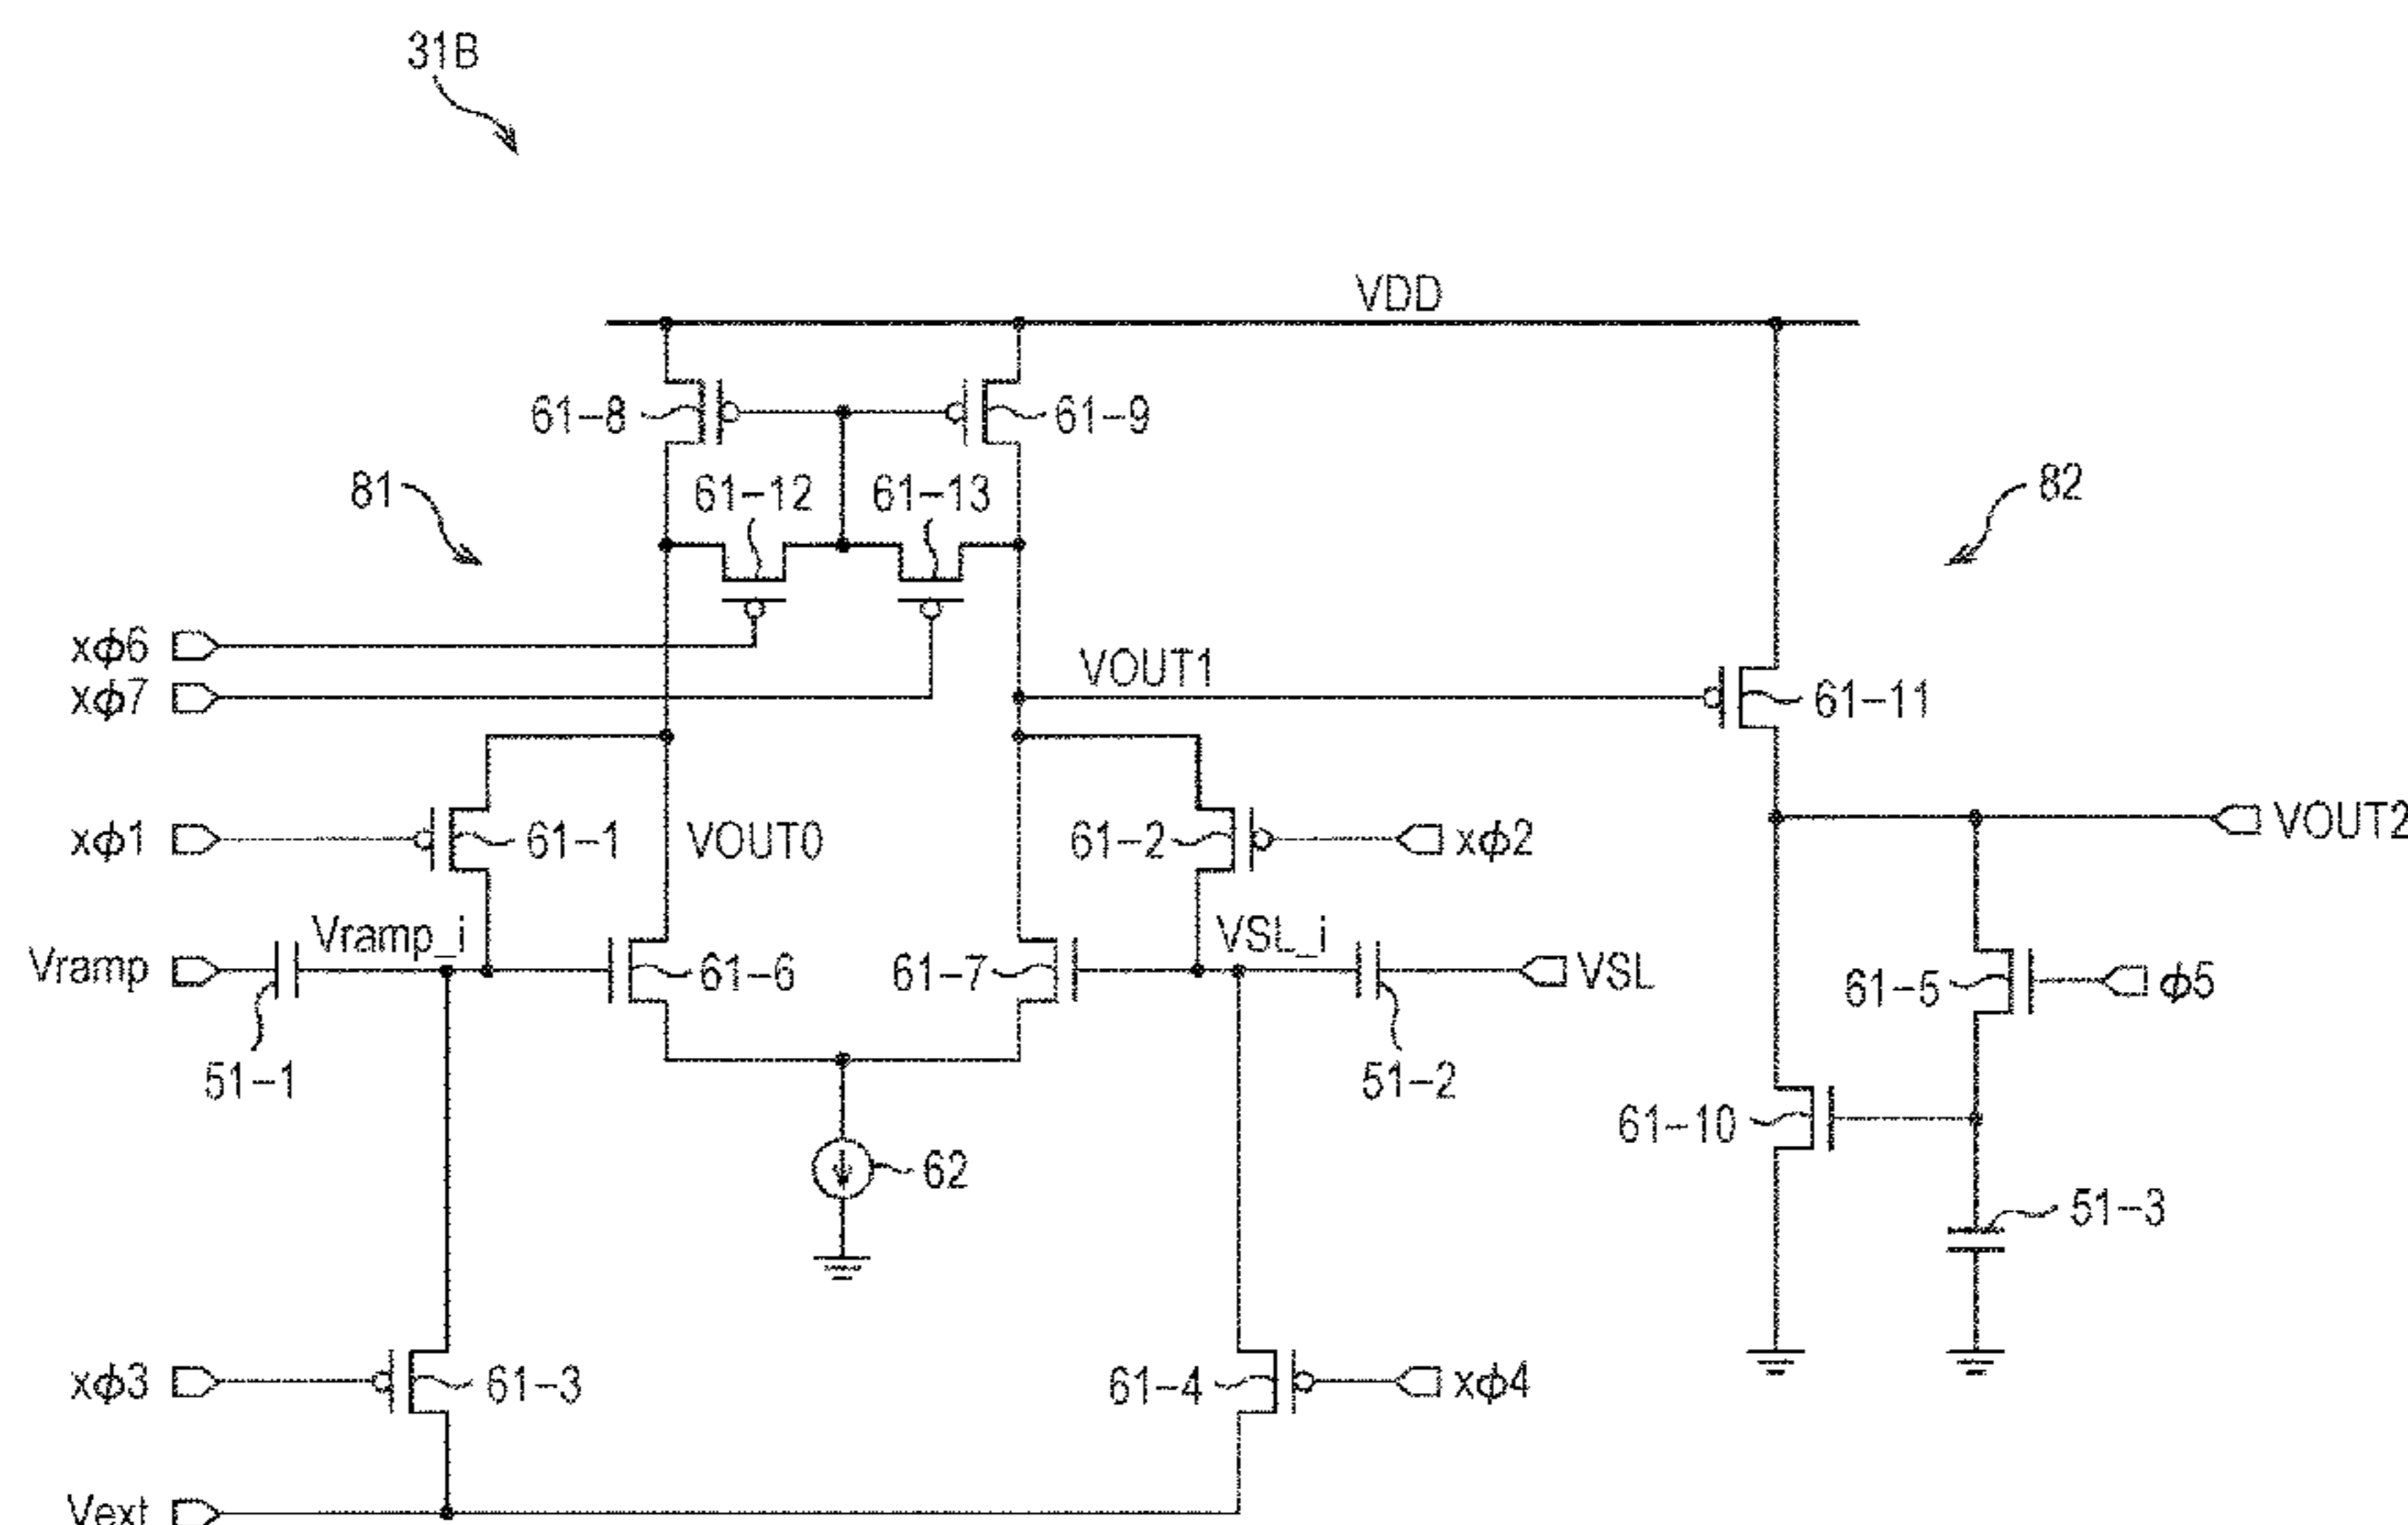 31B
VDD
61-8
61-9
81
61-12
61-13
82
xϕ6
xϕ7
VOUT1
61-11
xϕ1
61-1
VOUT0
61-2
xϕ2
VOUT2
Vramp
Vramp_i
61-6
61-7
VSL_i
VSL
61-5
ϕ5
51-1
51-2
61-10
62
51-3
xϕ3
61-3
61-4
xϕ4
Vext